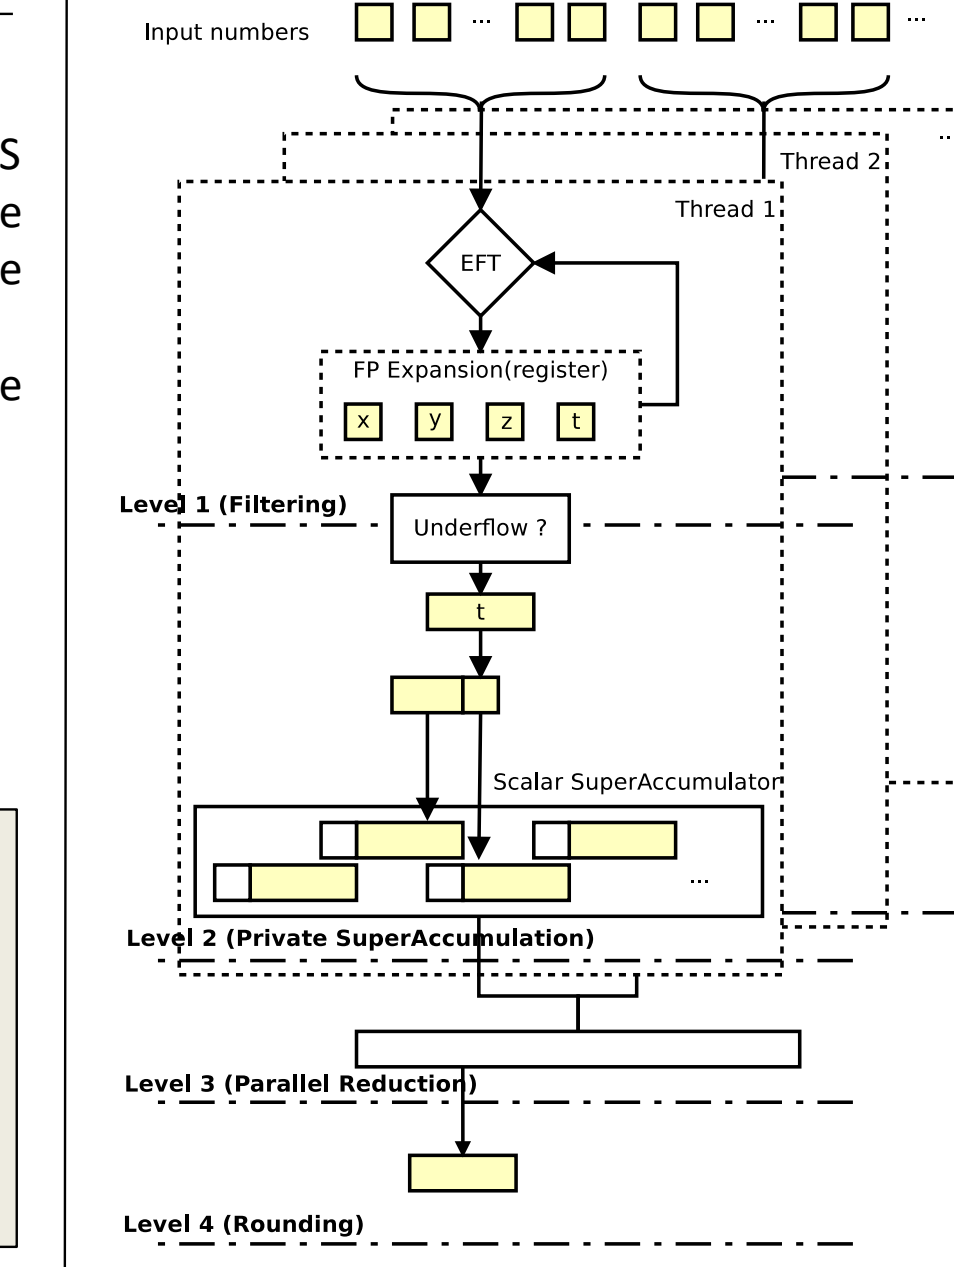 Input numbers
...
...
...
S
e
e
e
Thread 2
Thread 1
EFT
FP Expansion(register)
x y z t
Level 1 (Filtering)
Underflow ?
t
Scalar SuperAccumulator
...
Level 2 (Private SuperAccumulation)
Level 3 (Parallel Reduction)
Level 4 (Rounding)